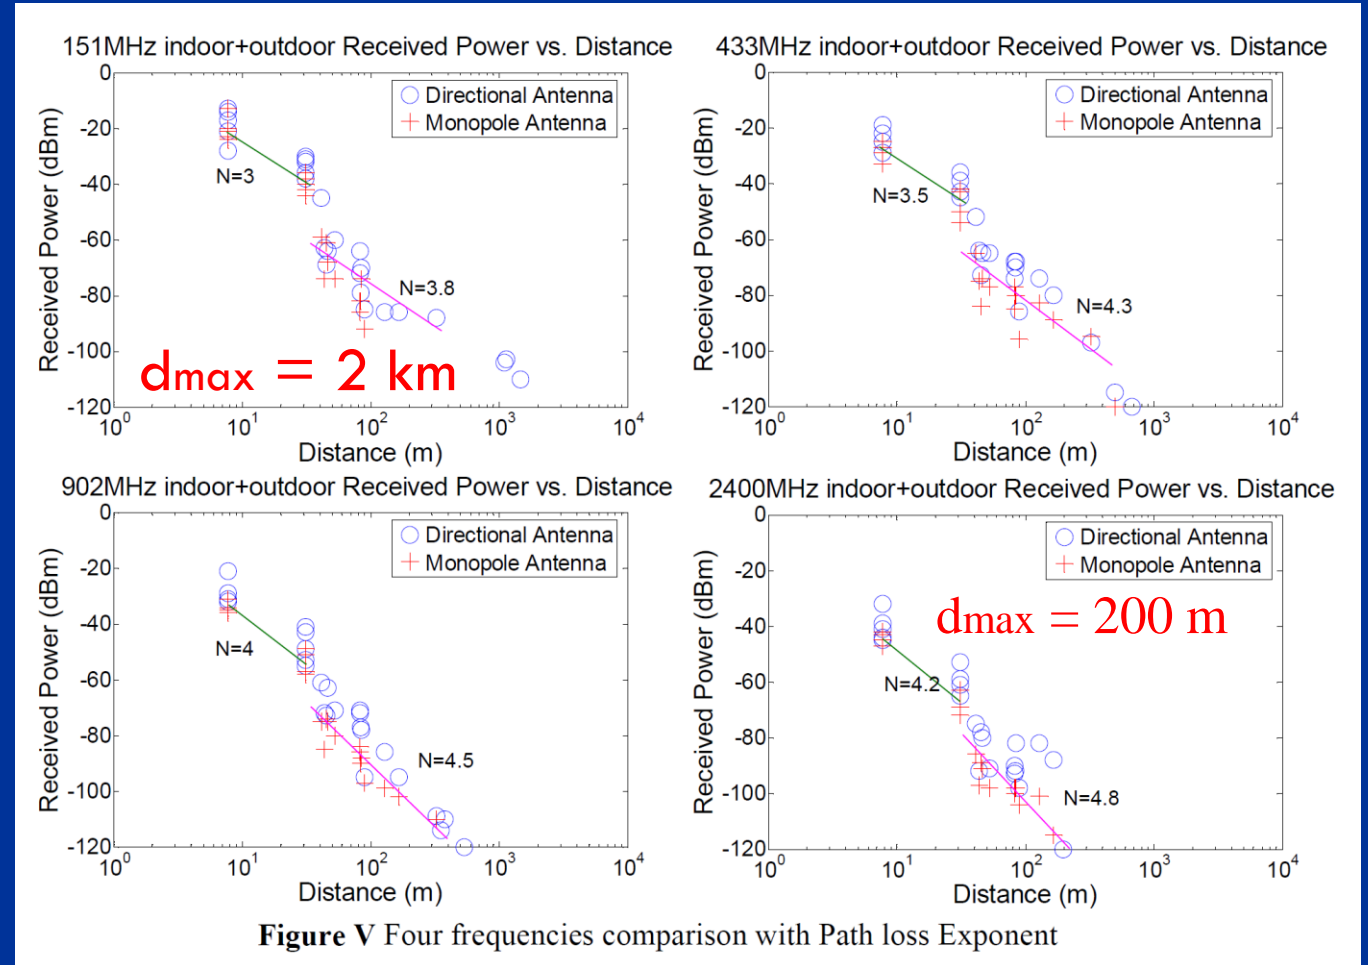 151MHz indoor+outdoor Received Power vs. Distance
Received Power (dBm)
0
-20
-40
-60
-80
-100
-120
Directional Antenna
Monopole Antenna
N=3
N=3.8
dmax = 2 km
10^0 10^1 10^2 10^3 10^4
Distance (m)
433MHz indoor+outdoor Received Power vs. Distance
Received Power (dBm)
0
-20
-40
-60
-80
-100
-120
Directional Antenna
Monopole Antenna
N=3.5
N=4.3
10^0 10^1 10^2 10^3 10^4
Distance (m)
902MHz indoor+outdoor Received Power vs. Distance
Received Power (dBm)
0
-20
-40
-60
-80
-100
-120
Directional Antenna
Monopole Antenna
N=4
N=4.5
10^0 10^1 10^2 10^3 10^4
Distance (m)
2400MHz indoor+outdoor Received Power vs. Distance
Received Power (dBm)
0
-20
-40
-60
-80
-100
-120
Directional Antenna
Monopole Antenna
dmax = 200 m
N=4.2
N=4.8
10^0 10^1 10^2 10^3 10^4
Distance (m)
Figure V Four frequencies comparison with Path loss Exponent